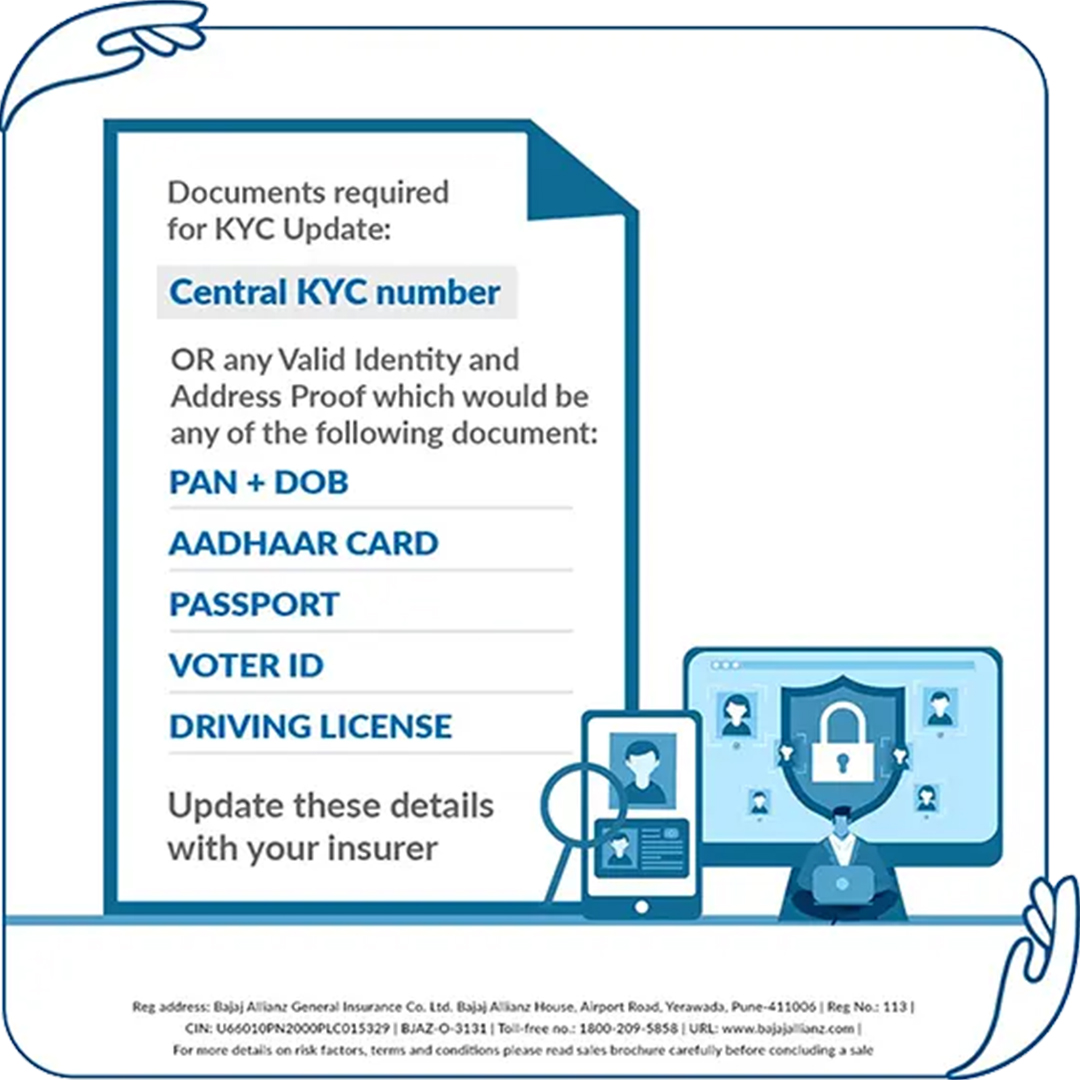 Documents required
for KYC Update:
Central KYC number
OR any Valid Identity and
Address Proof which would be
any of the following document:
PAN + DOB
AADHAAR CARD
PASSPORT
VOTER ID
DRIVING LICENSE
Update these details
with your insurer
Reg address: Bajaj Allianz General Insurance Co. Ltd. Bajaj Allianz House, Airport Road, Yerawada, Pune-411006 | Reg No.: 113 |
CIN: U66010PN2000PLC015329 | BJAZ-O-3131 | Toll-free no.: 1800-209-5858 | URL: www.bajajallianz.com |
For more details on risk factors, terms and conditions please read sales brochure carefully before concluding a sale